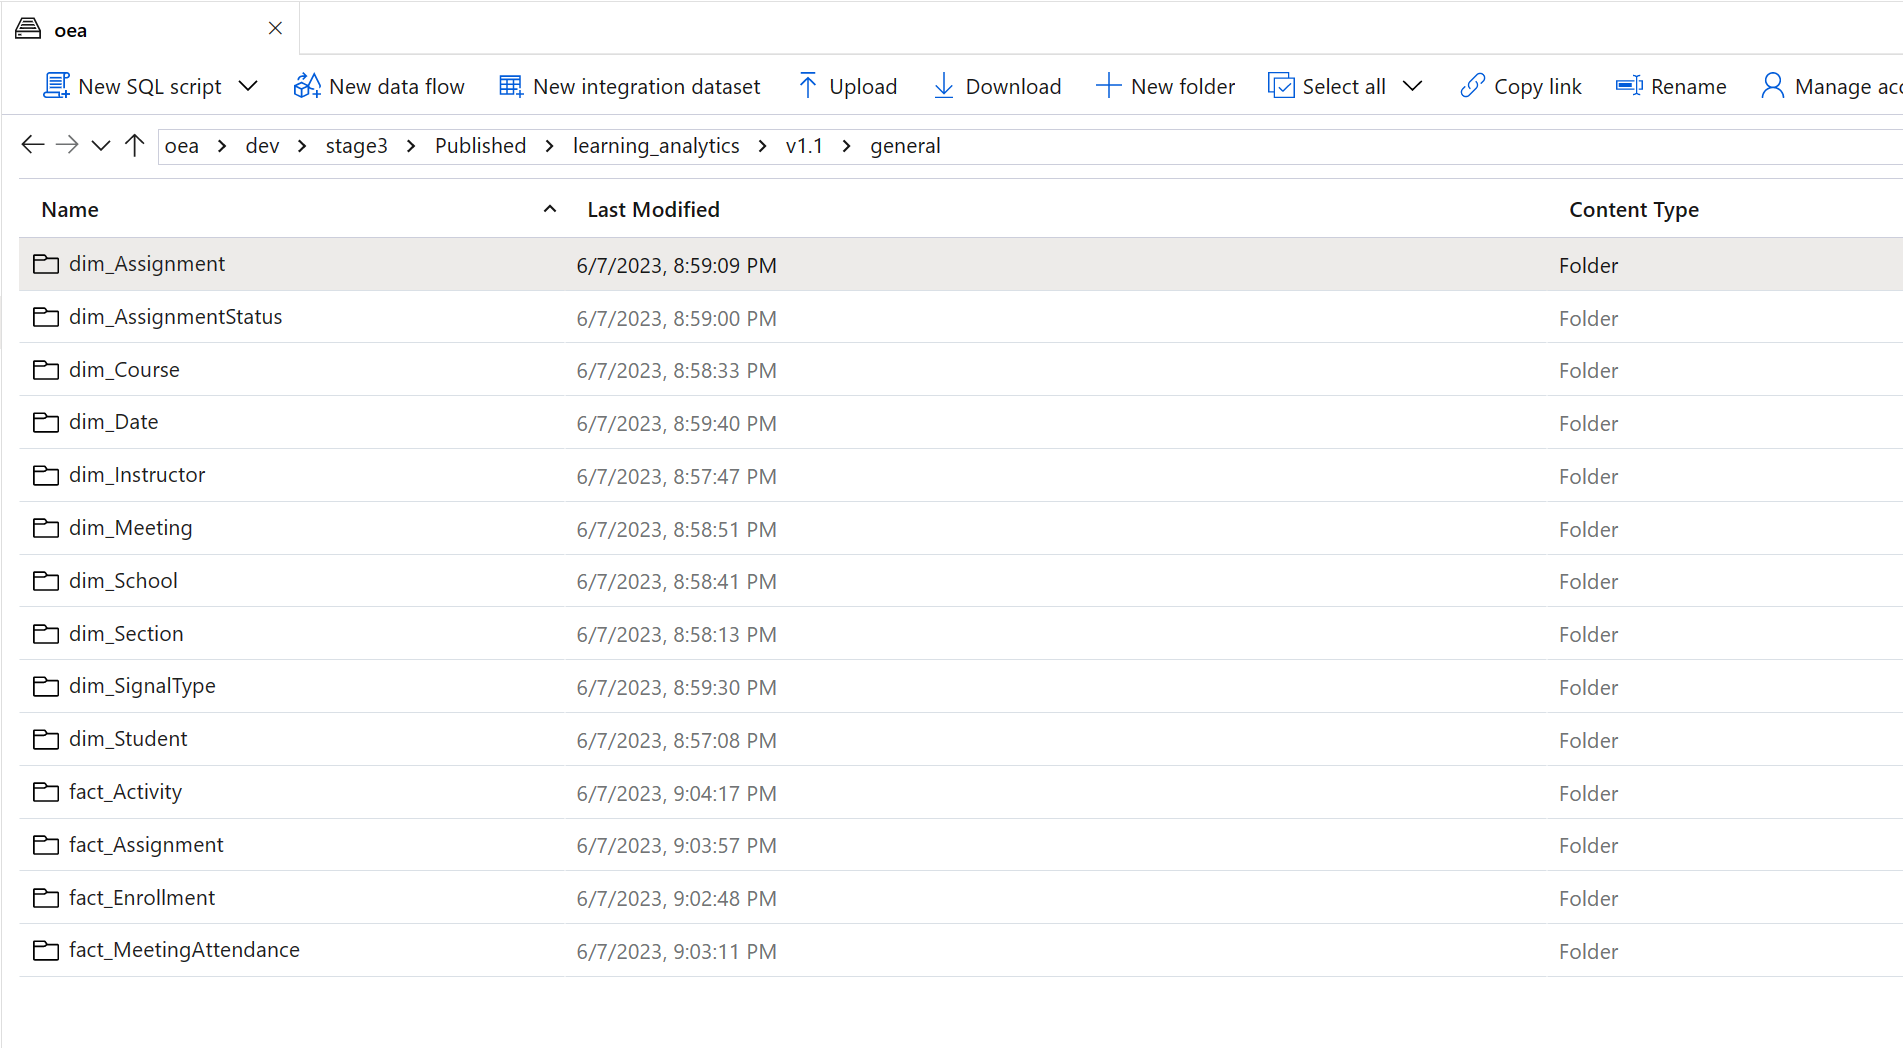 oea
New SQL script New data flow New integration dataset Upload Download New folder Select all Copy link Rename Manage acc
oea dev stage3 Published learning_analytics v1.1 general
Name Last Modified Content Type
dim_Assignment 6/7/2023, 8:59:09 PM Folder
dim_AssignmentStatus 6/7/2023, 8:59:00 PM Folder
dim_Course 6/7/2023, 8:58:33 PM Folder
dim_Date 6/7/2023, 8:59:40 PM Folder
dim_Instructor 6/7/2023, 8:57:47 PM Folder
dim_Meeting 6/7/2023, 8:58:51 PM Folder
dim_School 6/7/2023, 8:58:41 PM Folder
dim_Section 6/7/2023, 8:58:13 PM Folder
dim_SignalType 6/7/2023, 8:59:30 PM Folder
dim_Student 6/7/2023, 8:57:08 PM Folder
fact_Activity 6/7/2023, 9:04:17 PM Folder
fact_Assignment 6/7/2023, 9:03:57 PM Folder
fact_Enrollment 6/7/2023, 9:02:48 PM Folder
fact_MeetingAttendance 6/7/2023, 9:03:11 PM Folder